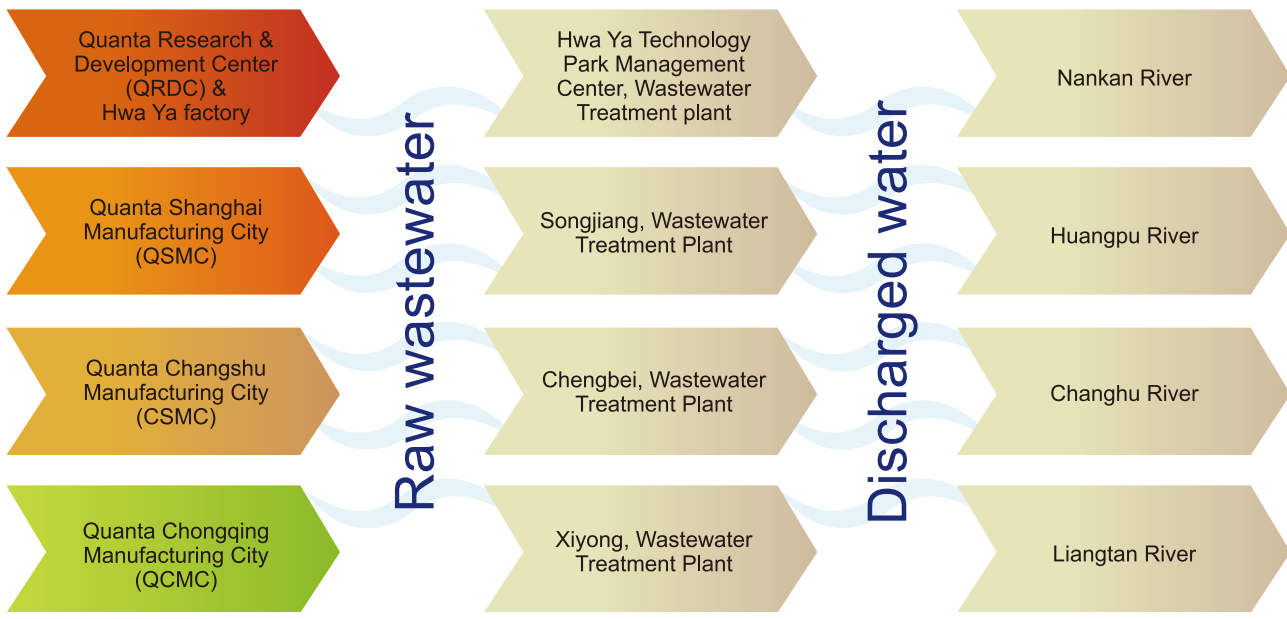 Quanta Research &
Development Center
(QRDC) &
Hwa Ya factory
Hwa Ya Technology
Park Management
Center, Wastewater
Treatment plant
Nankan River
Quanta Shanghai
Manufacturing City
(QSMC)
Songjiang, Wastewater
Treatment Plant
Huangpu River
Quanta Changshu
Manufacturing City
(CSMC)
Chengbei, Wastewater
Treatment Plant
Changhu River
Quanta Chongqing
Manufacturing City
(QCMC)
Xiyong, Wastewater
Treatment Plant
Liangtan River
Raw wastewater
Discharged water